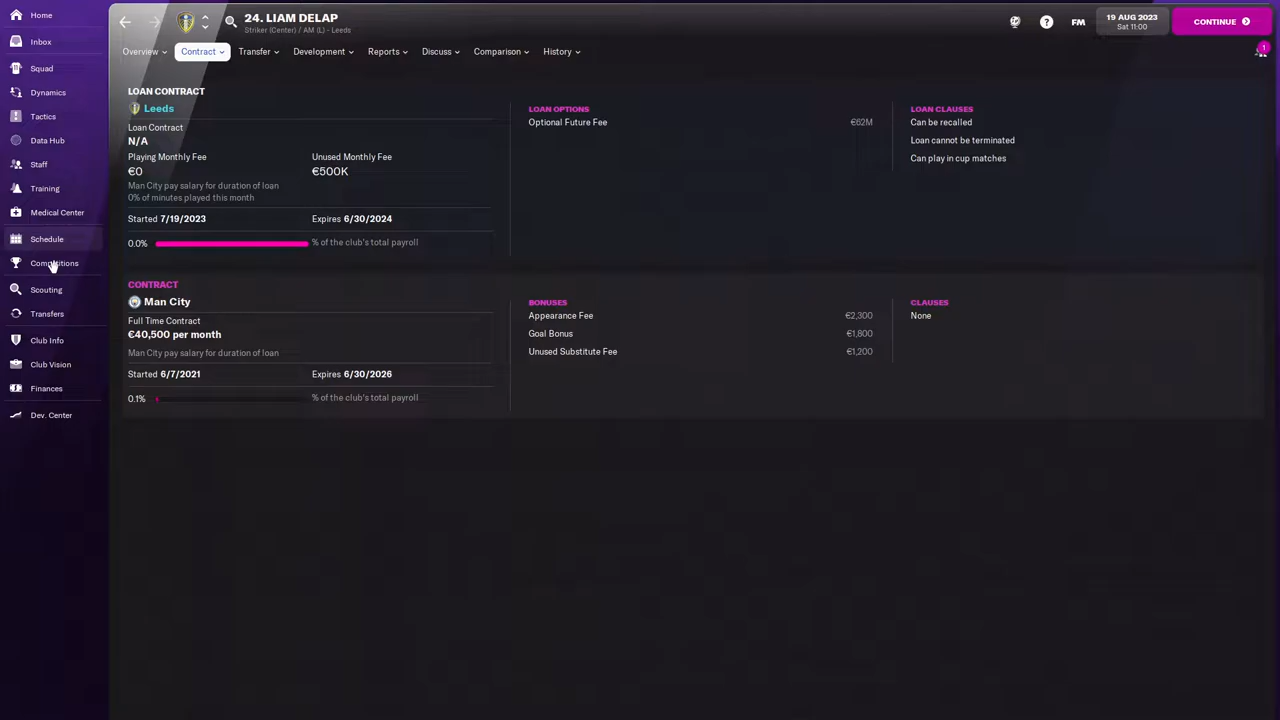 Home
Inbox
Squad
Dynamics
Tactics
Data Hub
Staff
Training
Medical Center
Schedule
Scouting
Transfers
Club Info
Club Vision
Finances
Dev. Center
24. LIAM DELAP
Striker (Center) / AM (L) - Leeds
FM
19 AUG 2023
Sat 11:00
CONTINUE
1
Overview
Contract
Transfer
Development
Reports
Discuss
Comparison
History
LOAN CONTRACT
Leeds
Loan Contract
N/A
Playing Monthly Fee Unused Monthly Fee
€0 €500K
Man City pay salary for duration of loan
0% of minutes played this month
Started 7/19/2023 Expires 6/30/2024
0.0% % of the club's total payroll
LOAN OPTIONS
Optional Future Fee €62M
LOAN CLAUSES
Can be recalled
Loan cannot be terminated
Can play in cup matches
CONTRACT
Man City
Full Time Contract
€40,500 per month
Man City pay salary for duration of loan
Started 6/7/2021 Expires 6/30/2026
0.1% % of the club's total payroll
BONUSES
Appearance Fee €2,300
Goal Bonus €1,800
Unused Substitute Fee €1,200
CLAUSES
None